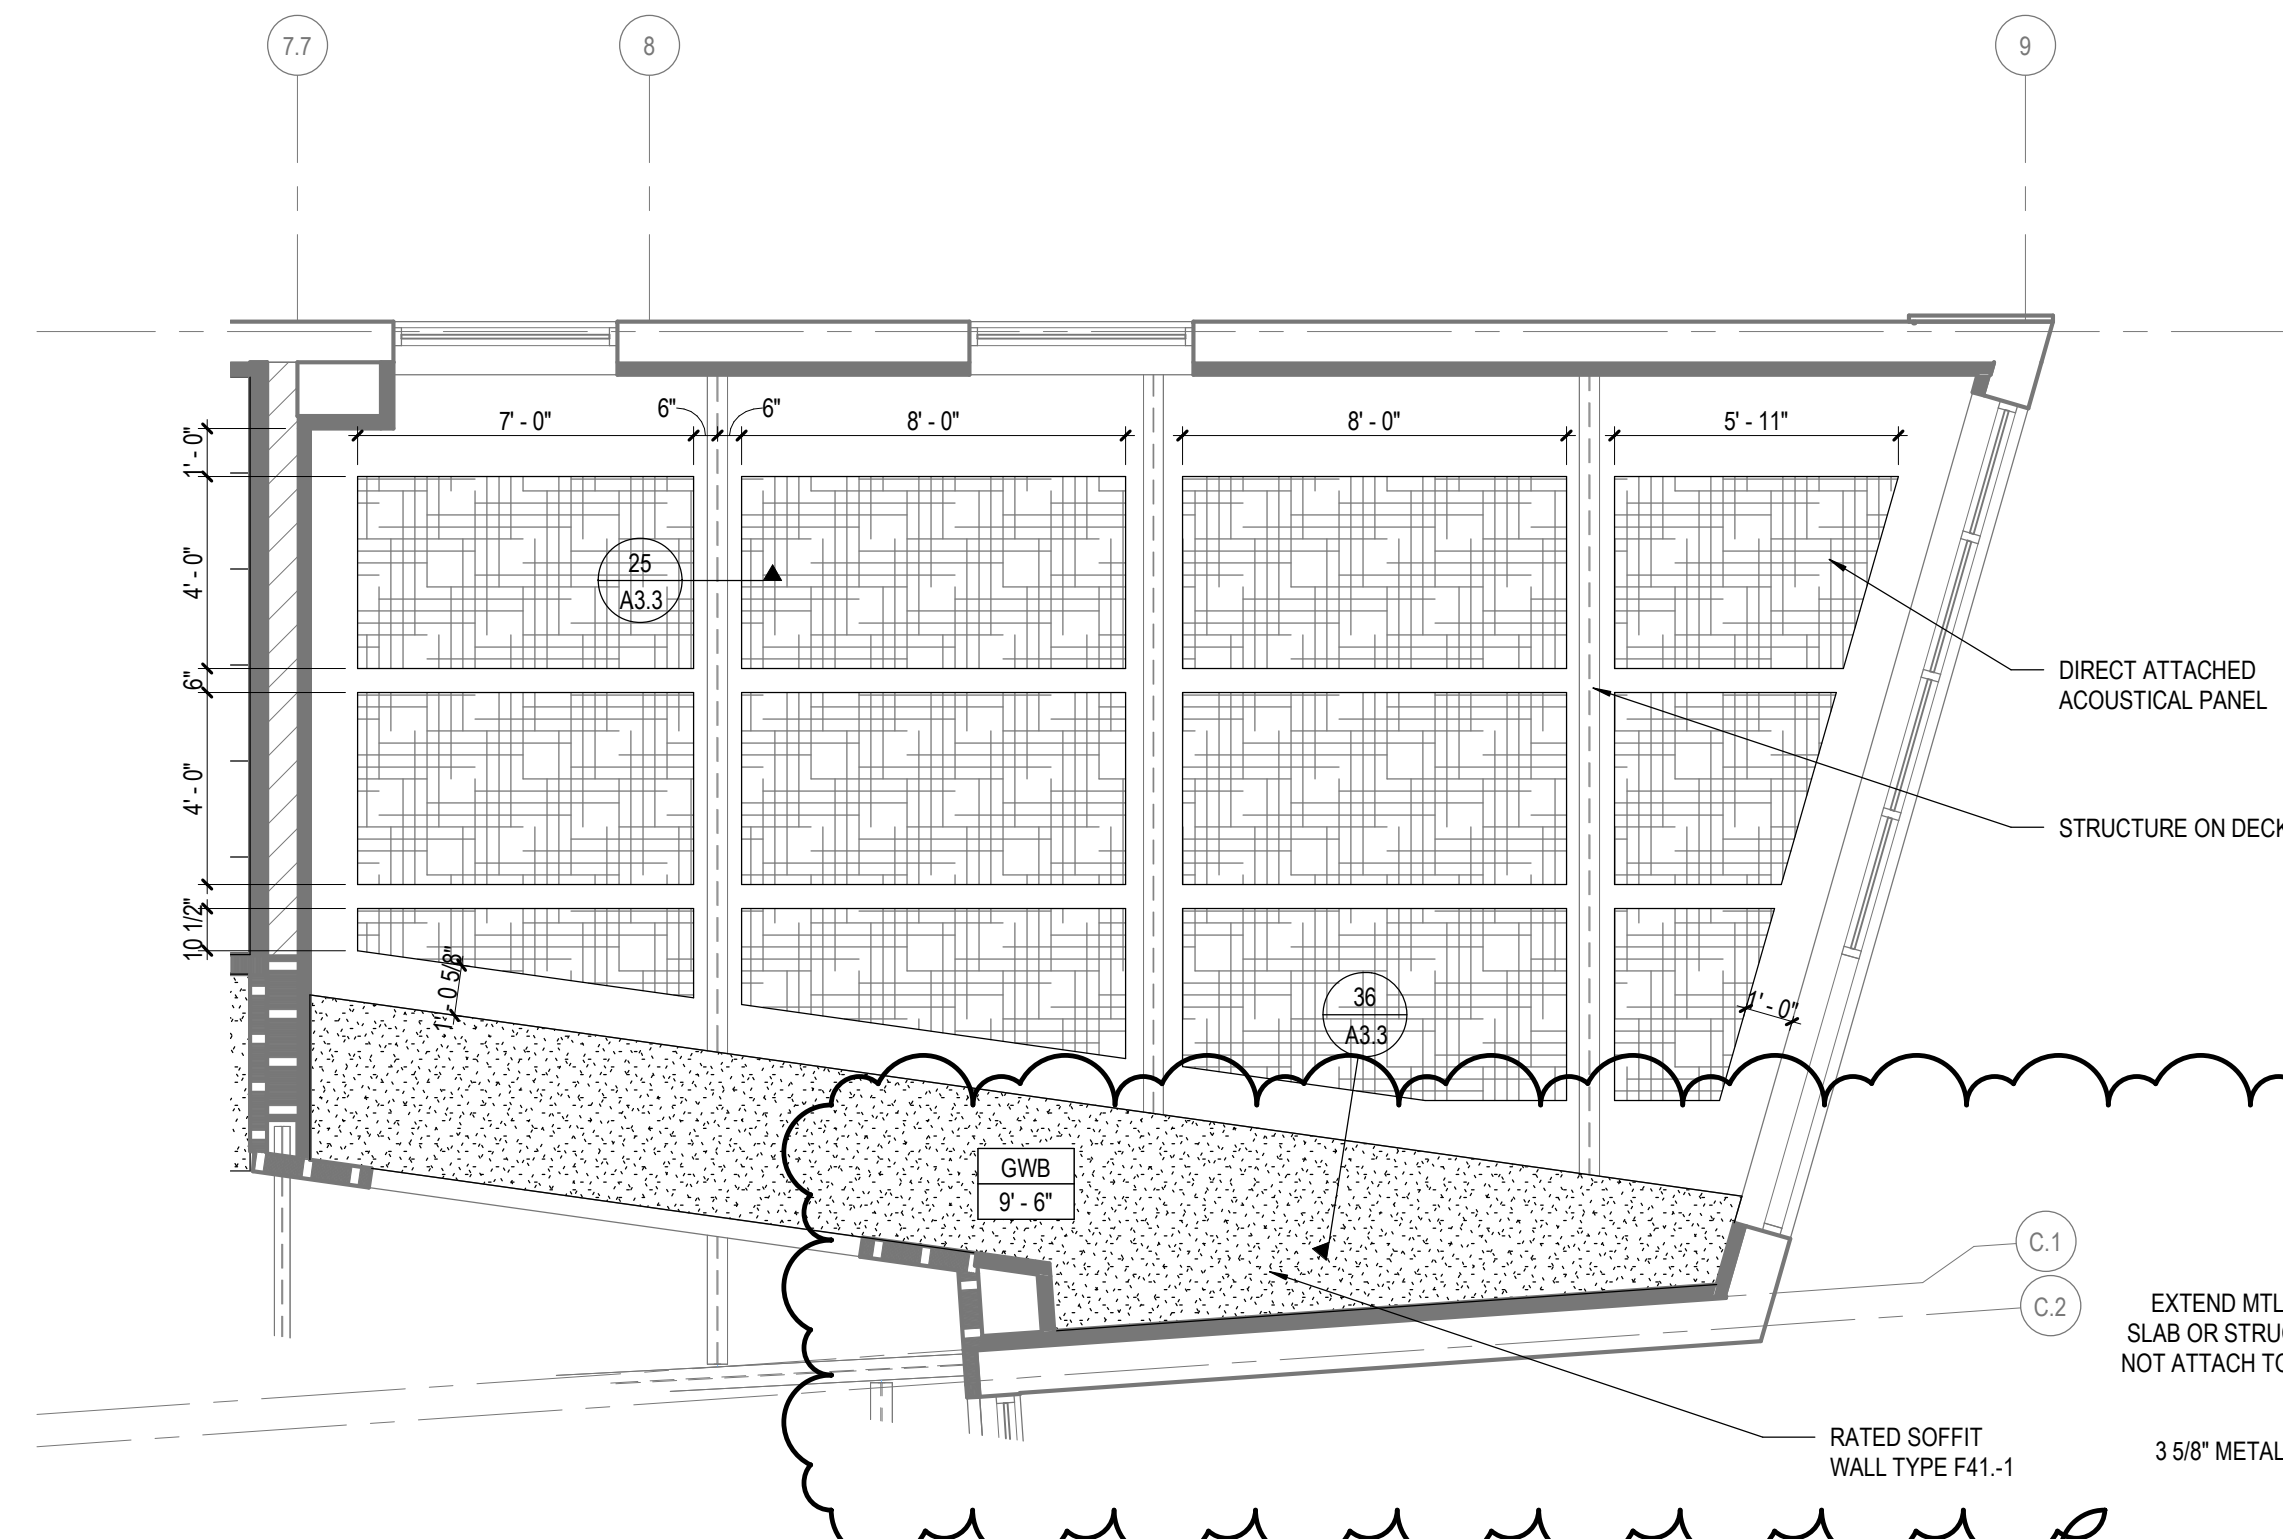 7.7
8
9
7' - 0"
6"
6"
8' - 0"
8' - 0"
5' - 11"
1' - 0"
4' - 0"
6"
4' - 0"
10 1/2"
25
A3.3
1' - 0 5/8"
36
A3.3
1' - 0"
DIRECT ATTACHED
ACOUSTICAL PANEL
STRUCTURE ON DECK
GWB
9' - 6"
C.1
C.2
EXTEND MTL
SLAB OR
NOT ATTACH TO
RATED SOFFIT
WALL TYPE F41.-1
3 5/8" METAL